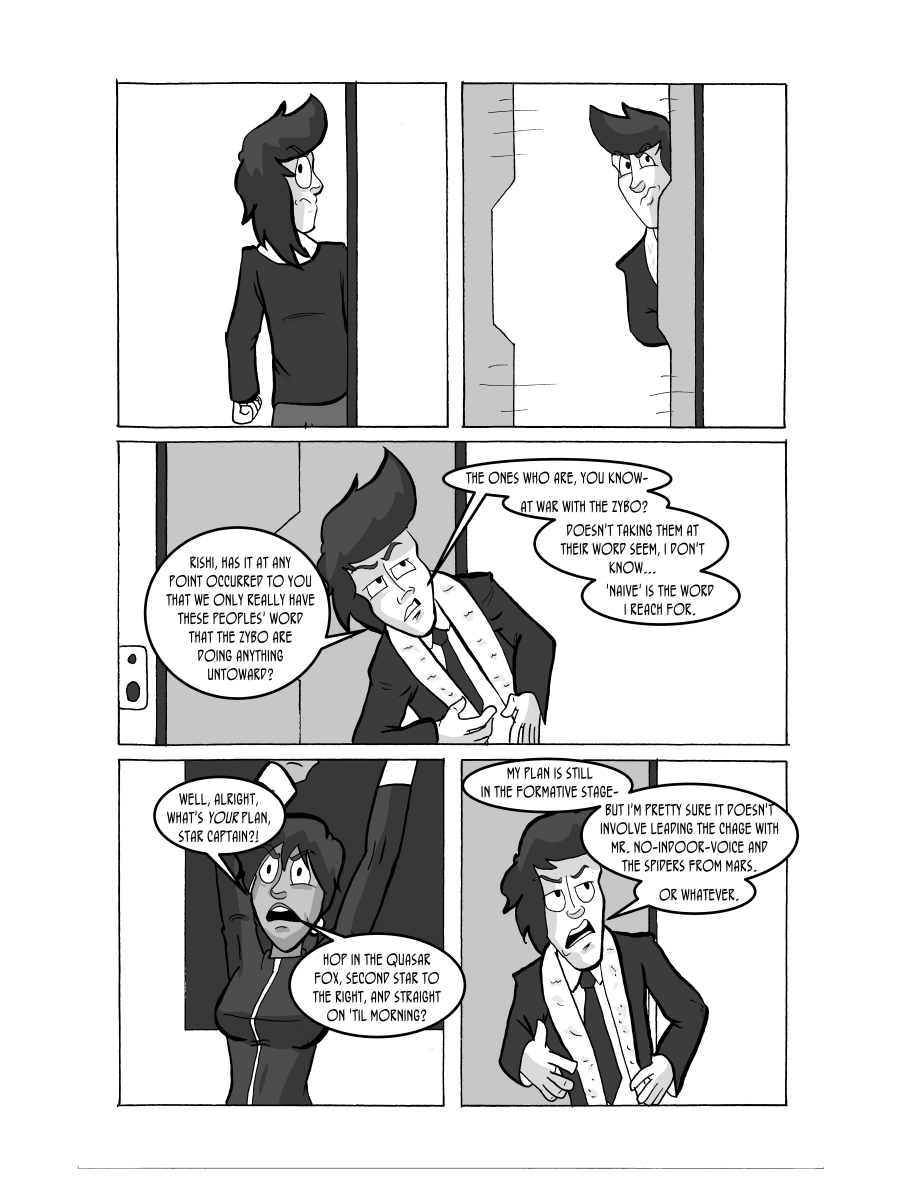 RISHI, HAS IT AT ANY
POINT OCCURRED TO YOU
THAT WE ONLY REALLY HAVE
THESE PEOPLES' WORD
THAT THE ZYBO ARE
DOING ANYTHING
UNTOWARD?
THE ONES WHO ARE, YOU KNOW-
AT WAR WITH THE ZYBO?
DOESN'T TAKING THEM AT
THEIR WORD SEEM, I DON'T
KNOW...
'NAIVE' IS THE WORD
I REACH FOR.
WELL, ALRIGHT,
WHAT'S YOUR PLAN,
STAR CAPTAIN?!
HOP IN THE QUASAR
FOX, SECOND STAR TO
THE RIGHT, AND STRAIGHT
ON 'TIL MORNING?
MY PLAN IS STILL
IN THE FORMATIVE STAGE-
BUT I'M PRETTY SURE IT DOESN'T
INVOLVE LEADING THE CHAGE WITH
MR. NO-INDOOR-VOICE AND
THE SPIDERS FROM MARS.
OR WHATEVER.